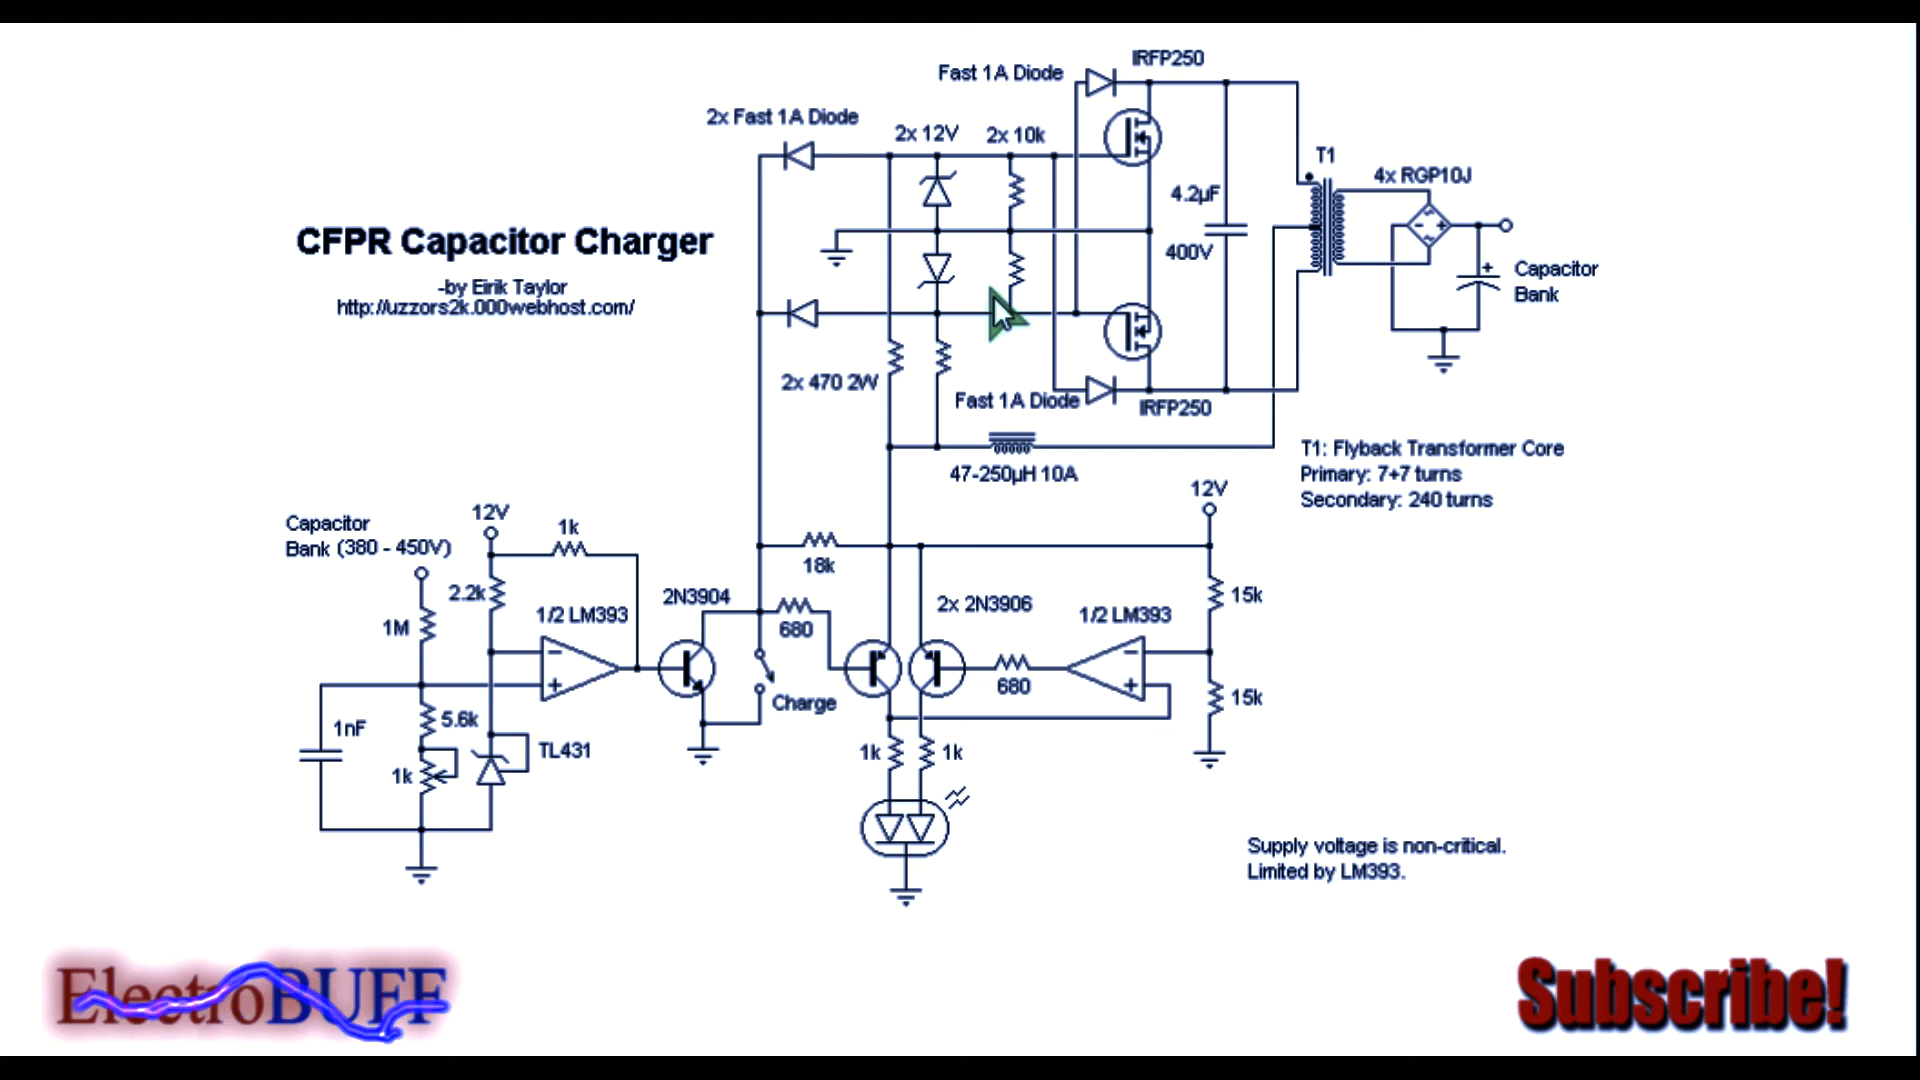 IRFP250
Fast 1A Diode
2x Fast 1A Diode
2x 12V
2x 10k
T1
4x RGP10J
4.2µF
400V
CFPR Capacitor Charger
-by Eirik Taylor
http://uzzors2k.000webhost.com/
Capacitor
Bank
2x 470 2W
Fast 1A Diode
IRFP250
47-250µH 10A
T1: Flyback Transformer Core
Primary: 7+7 turns
Secondary: 240 turns
12V
12V
Capacitor
Bank (380 - 450V)
1k
18k
2.2k
1M
1/2 LM393
2N3904
680
2x 2N3906
1/2 LM393
15k
680
15k
Charge
5.6k
1nF
TL431
1k
1k
1k
Supply voltage is non-critical.
Limited by LM393.
ElectroBUFF
Subscribe!